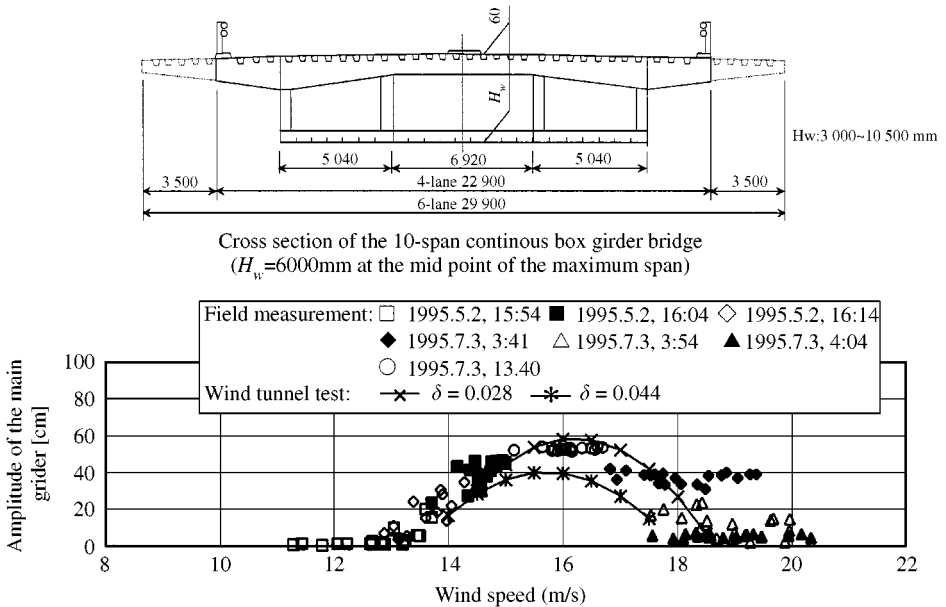 60
H_w
Hw:3 000~10 500 mm
5 040 6 920 5 040
3 500 4-lane 22 900 3 500
6-lane 29 900
Cross section of the 10-span continous box girder bridge
(H_w=6000mm at the mid point of the maximum span)
Field measurement: □ 1995.5.2, 15:54 ■ 1995.5.2, 16:04 ◇ 1995.5.2, 16:14
◆ 1995.7.3, 3:41 △ 1995.7.3, 3:54 ▲ 1995.7.3, 4:04
○ 1995.7.3, 13.40
Wind tunnel test: δ = 0.028 δ = 0.044
Amplitude of the main
grider [cm]
100
80
60
40
20
0
8 10 12 14 16 18 20 22
Wind speed (m/s)